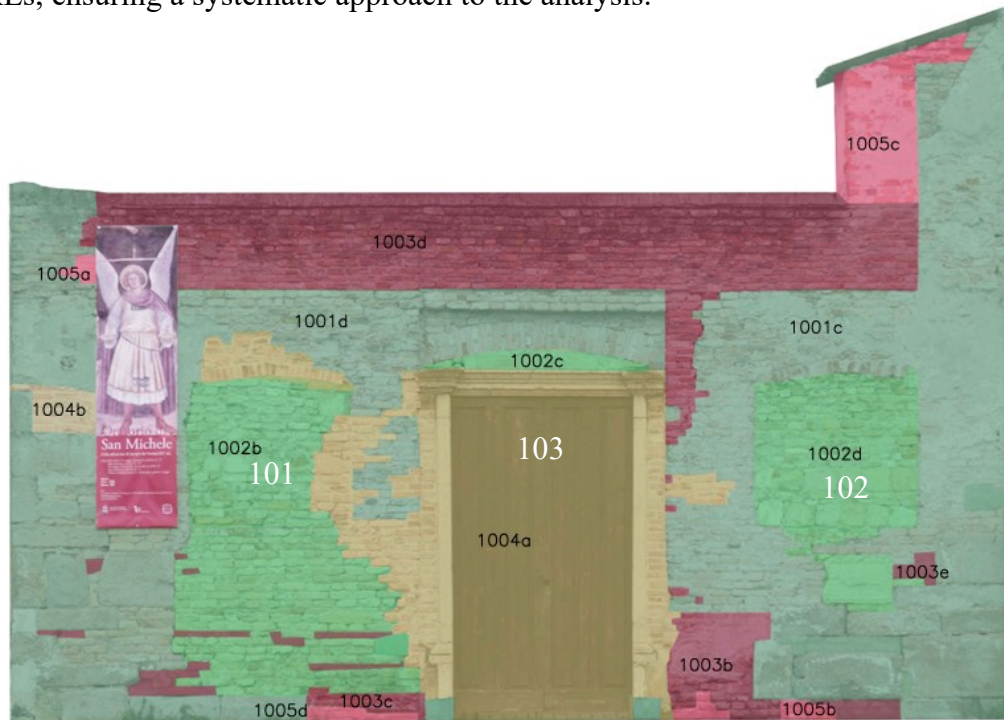 Es, ensuring a systematic approach to the analysis.
1005c
1003d
1005a
1001d
1001c
1002c
1004b
San Michele
1002b
101
103
1002d
102
1004a
1003e
1003b
1003c
1005d
1005b